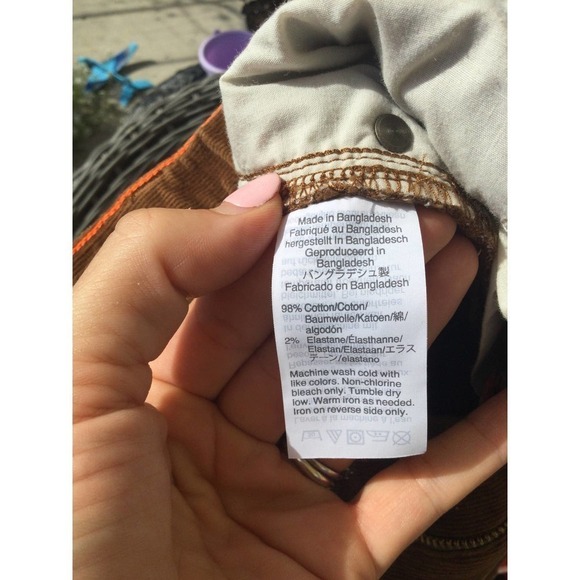 Made in Bangladesh
Fabriqué au Bangladesh
hergestellt In Bangladesch
Geproduceerd in
Bangladesh
バングラデシュ製
Fabricado en Bangladesh
98% Cotton/Coton/
Baumwolle/Katoen/綿/
algodón
2% Elastane/Élasthanne/
Elastan/Elastaan/エラス
テーン/elastano
Machine wash cold with
like colors. Non-chlorine
bleach only. Tumble dry
low. Warm iron as needed.
Iron on reverse side only.